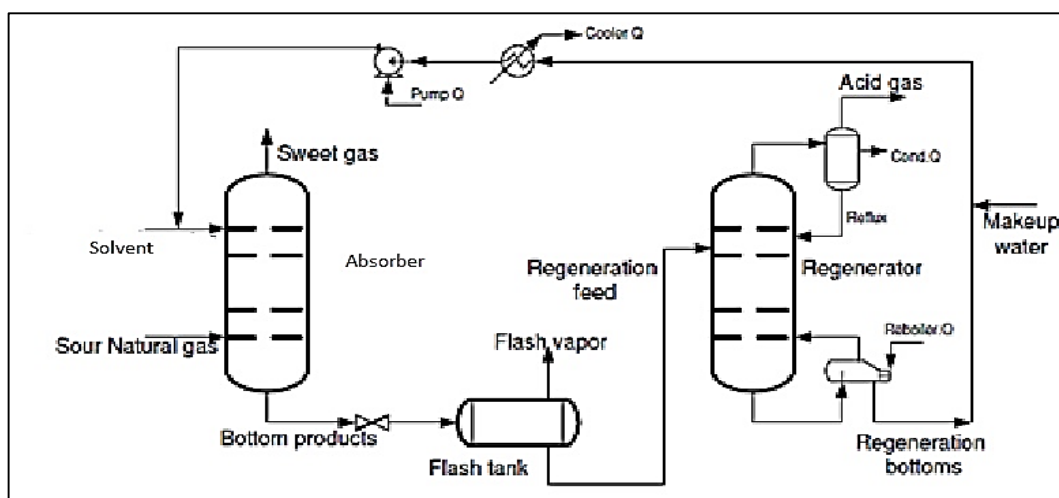 Cooler.Q
Pump Q
Acid gas
Sweet gas
Cond.Q
Reflux
Makeup
water
Solvent
Absorber
Regeneration
feed
Regenerator
Sour Natural gas
Flash vapor
Reboiler.Q
Bottom products
Flash tank
Regeneration
bottoms